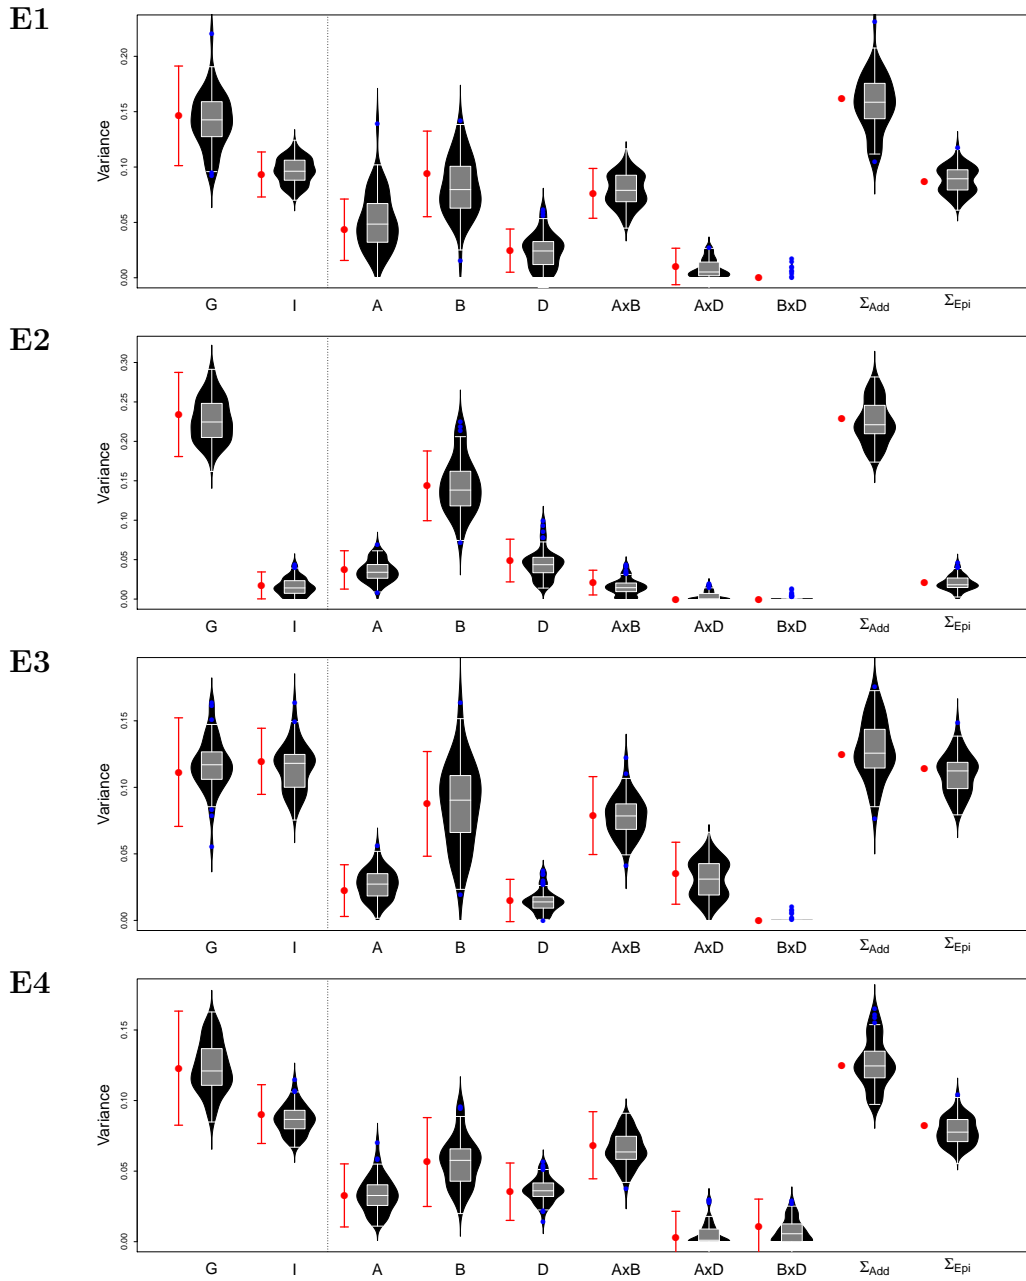 E1
Variance
0.20
0.15
0.10
0.05
0.00
G I A B D AxB AxD BxD ΣAdd ΣEpi
E2
Variance
0.30
0.25
0.20
0.15
0.10
0.05
0.00
G I A B D AxB AxD BxD ΣAdd ΣEpi
E3
Variance
0.15
0.10
0.05
0.00
G I A B D AxB AxD BxD ΣAdd ΣEpi
E4
Variance
0.15
0.10
0.05
0.00
G I A B D AxB AxD BxD ΣAdd ΣEpi